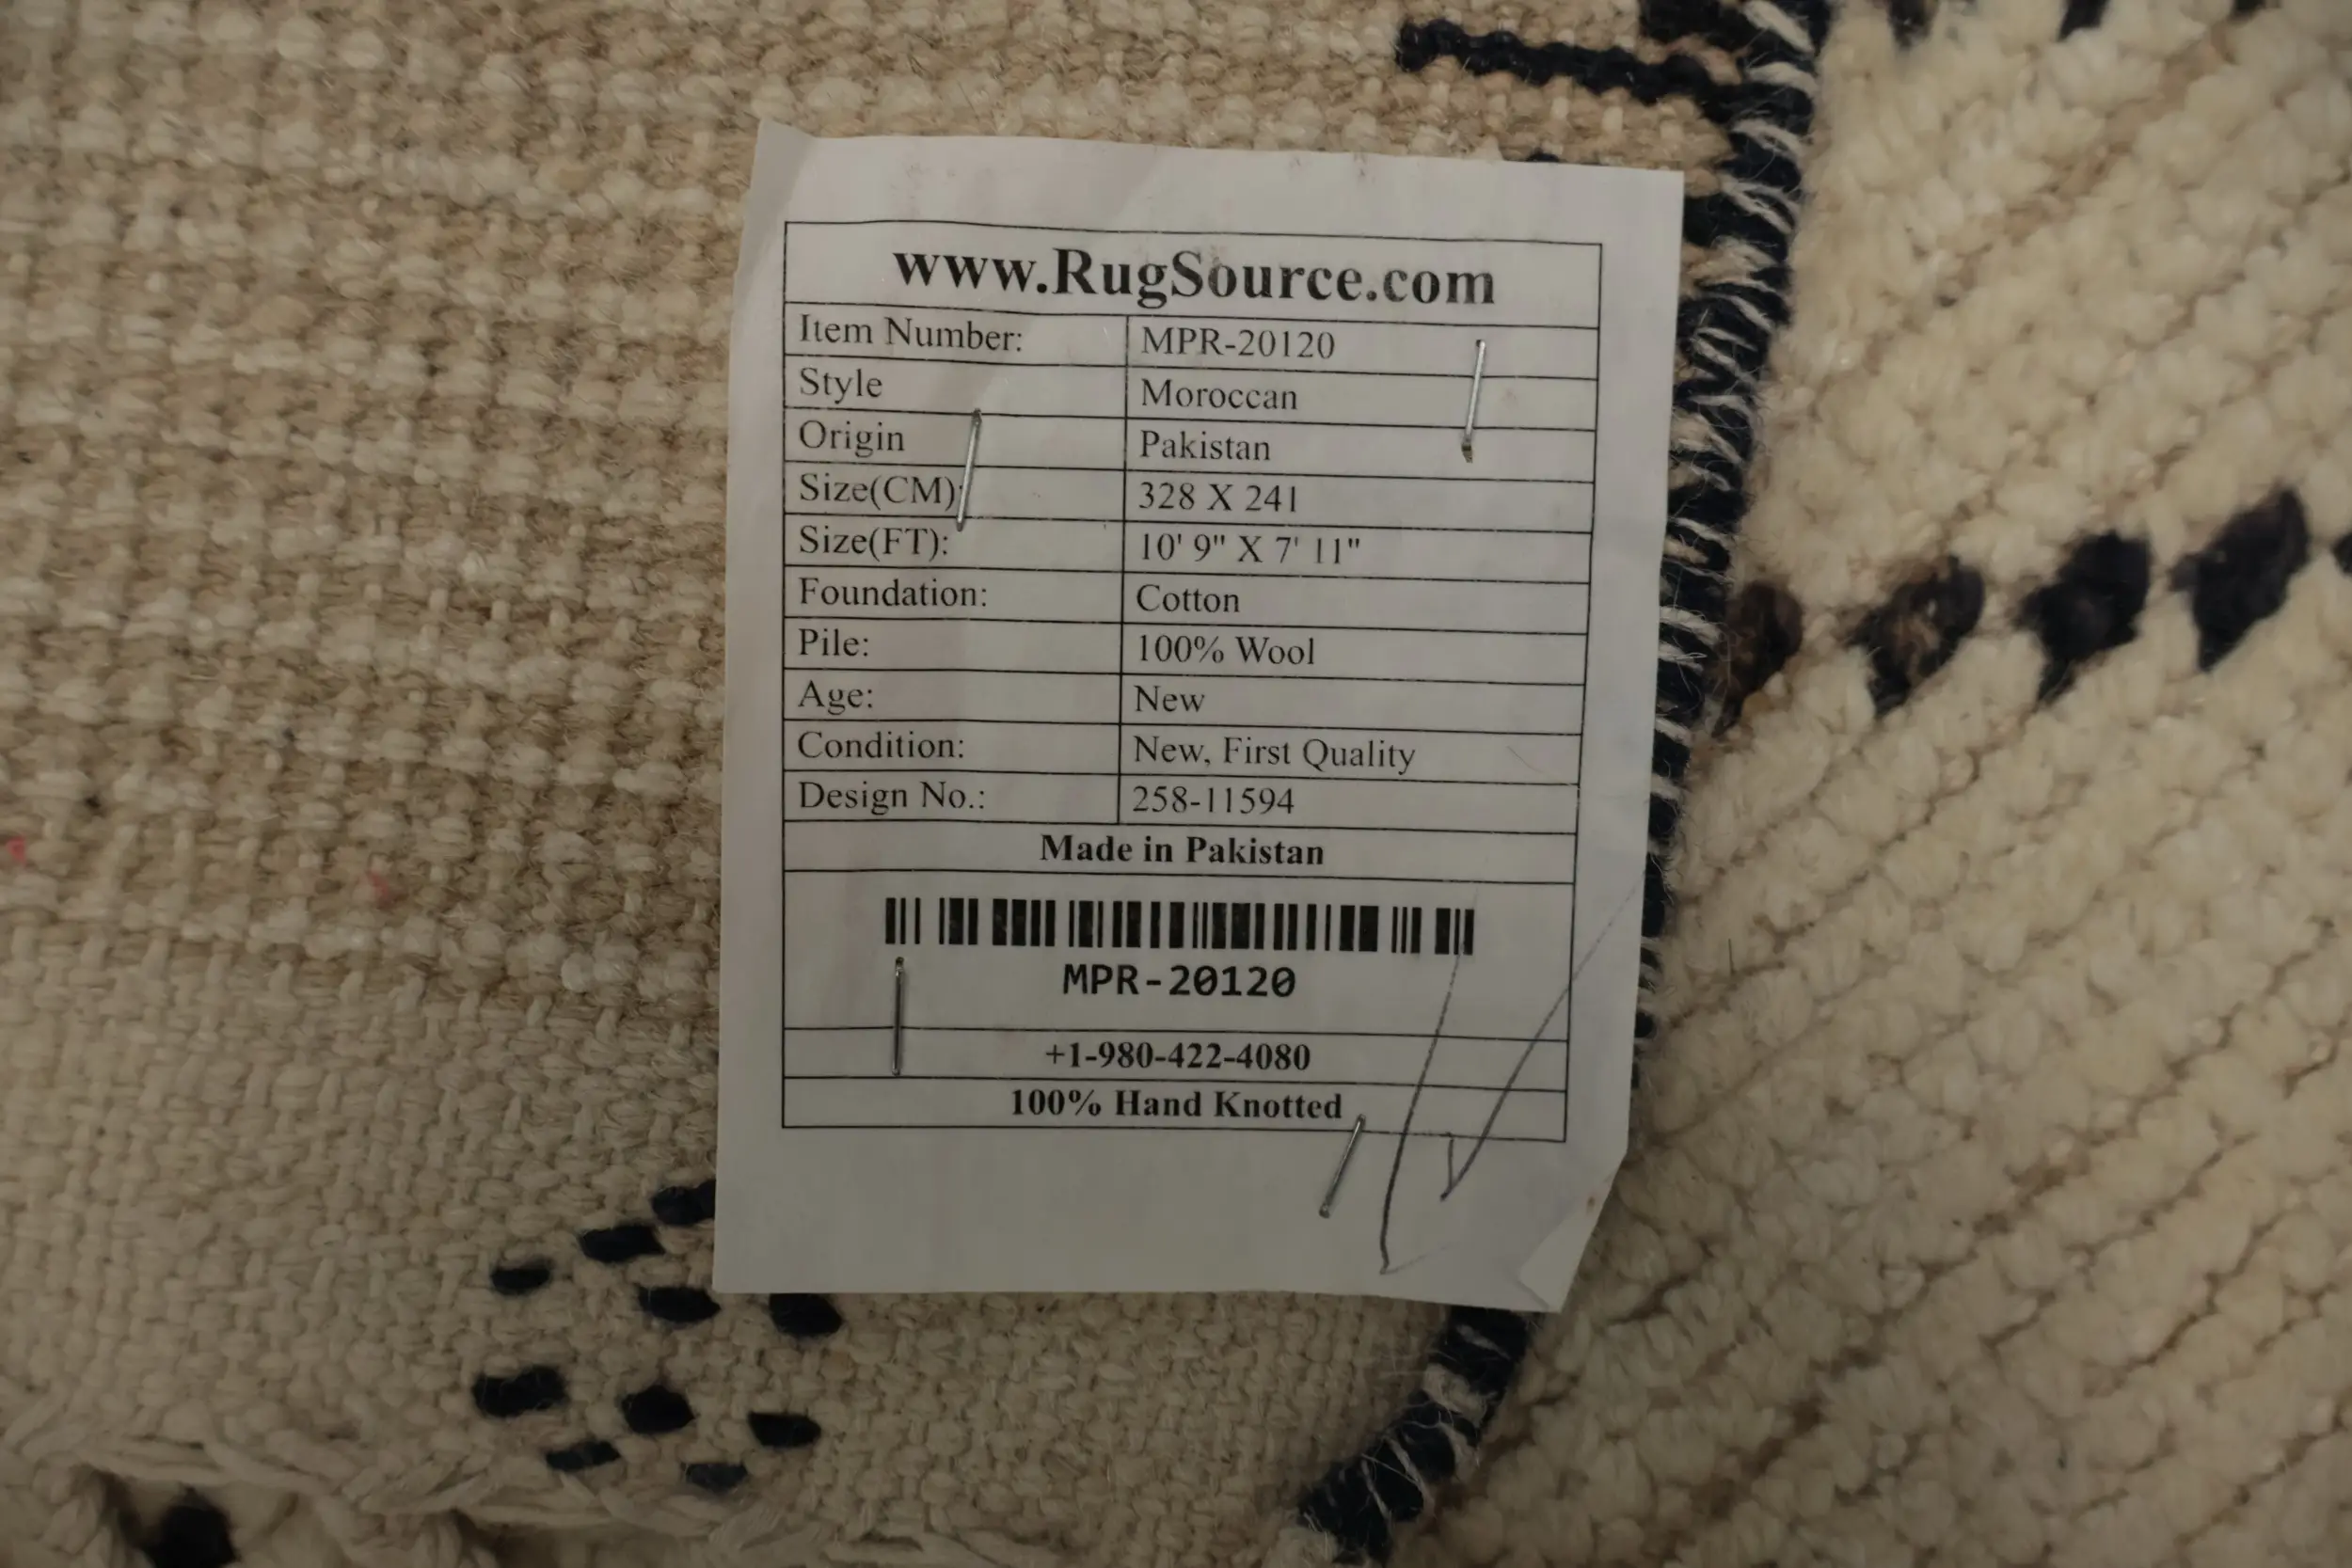 www.RugSource.com
Item Number: MPR-20120
Style Moroccan
Origin Pakistan
Size(CM): 328 X 241
Size(FT): 10' 9" X 7' 11"
Foundation: Cotton
Pile: 100% Wool
Age: New
Condition: New, First Quality
Design No.: 258-11594
Made in Pakistan
MPR-20120
+1-980-422-4080
100% Hand Knotted